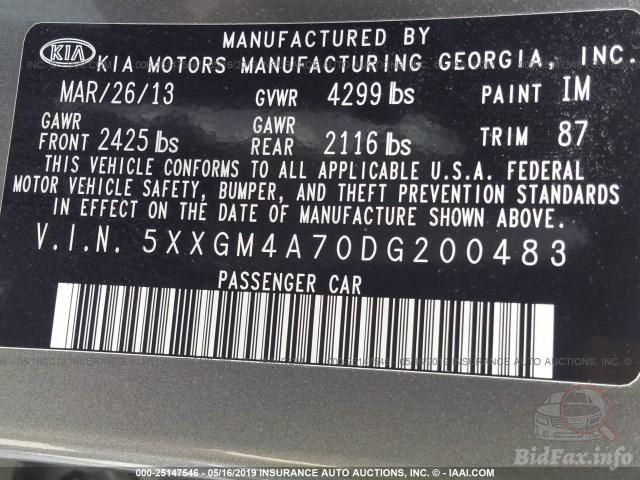 MANUFACTURED BY
KIA KIA MOTORS MANUFACTURING GEORGIA, INC.
MAR/26/13 GVWR 4299 lbs PAINT IM
GAWR FRONT 2425 lbs GAWR REAR 2116 lbs TRIM 87
THIS VEHICLE CONFORMS TO ALL APPLICABLE U.S.A. FEDERAL
MOTOR VEHICLE SAFETY, BUMPER, AND THEFT PREVENTION STANDARDS
IN EFFECT ON THE DATE OF MANUFACTURE SHOWN ABOVE.
V.I.N. 5XXGM4A70DG200483
PASSENGER CAR
BidFax.info
000-25147546 - 05/16/2019 INSURANCE AUTO AUCTIONS, INC. - IAAI.COM